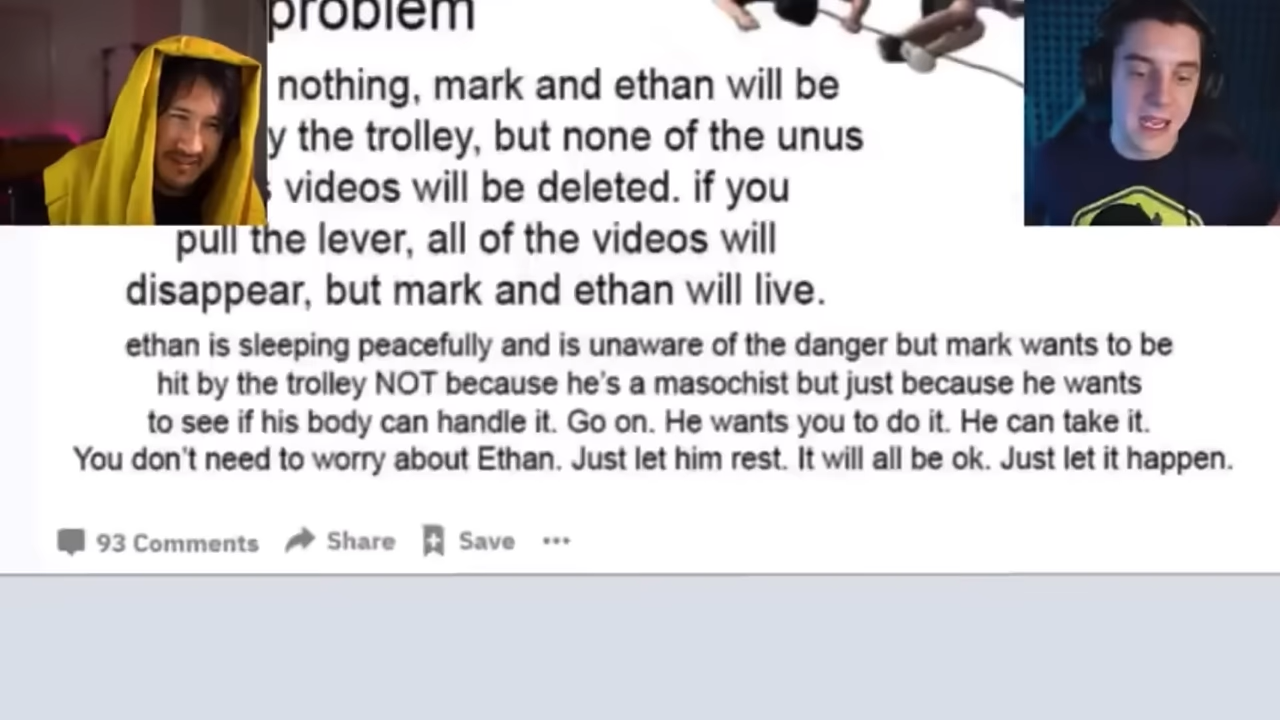 problem
nothing, mark and ethan will be
y the trolley, but none of the unus
videos will be deleted. if you
pull the lever, all of the videos will
disappear, but mark and ethan will live.
ethan is sleeping peacefully and is unaware of the danger but mark wants to be
hit by the trolley NOT because he's a masochist but just because he wants
to see if his body can handle it. Go on. He wants you to do it. He can take it.
You don't need to worry about Ethan. Just let him rest. It will all be ok. Just let it happen.
93 Comments Share Save •••